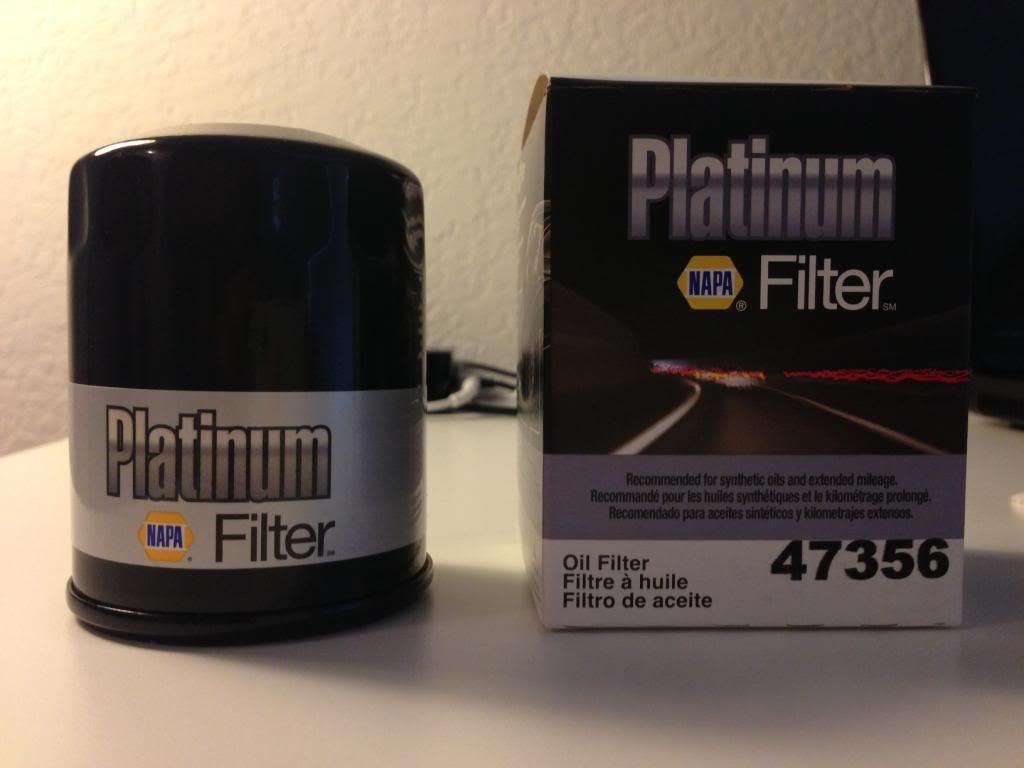 Platinum
NAPA Filter
Platinum
NAPA ® Filter SM
Recommended for synthetic oils and extended mileage.
Recommandé pour les huiles synthétiques et le kilométrage prolongé.
Recomendado para aceites sintéticos y kilometrajes extensos.
Oil Filter
Filtre à huile
Filtro de aceite
47356